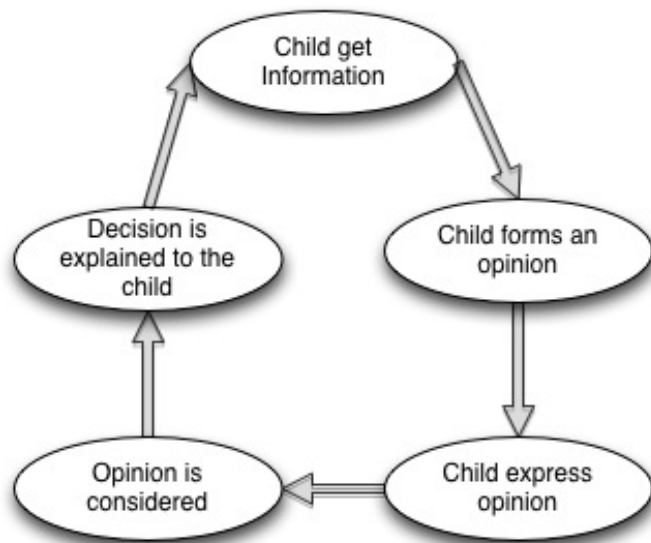 Child get
Information
Child forms an
opinion
Child express
opinion
Opinion is
considered
Decision is
explained to the
child